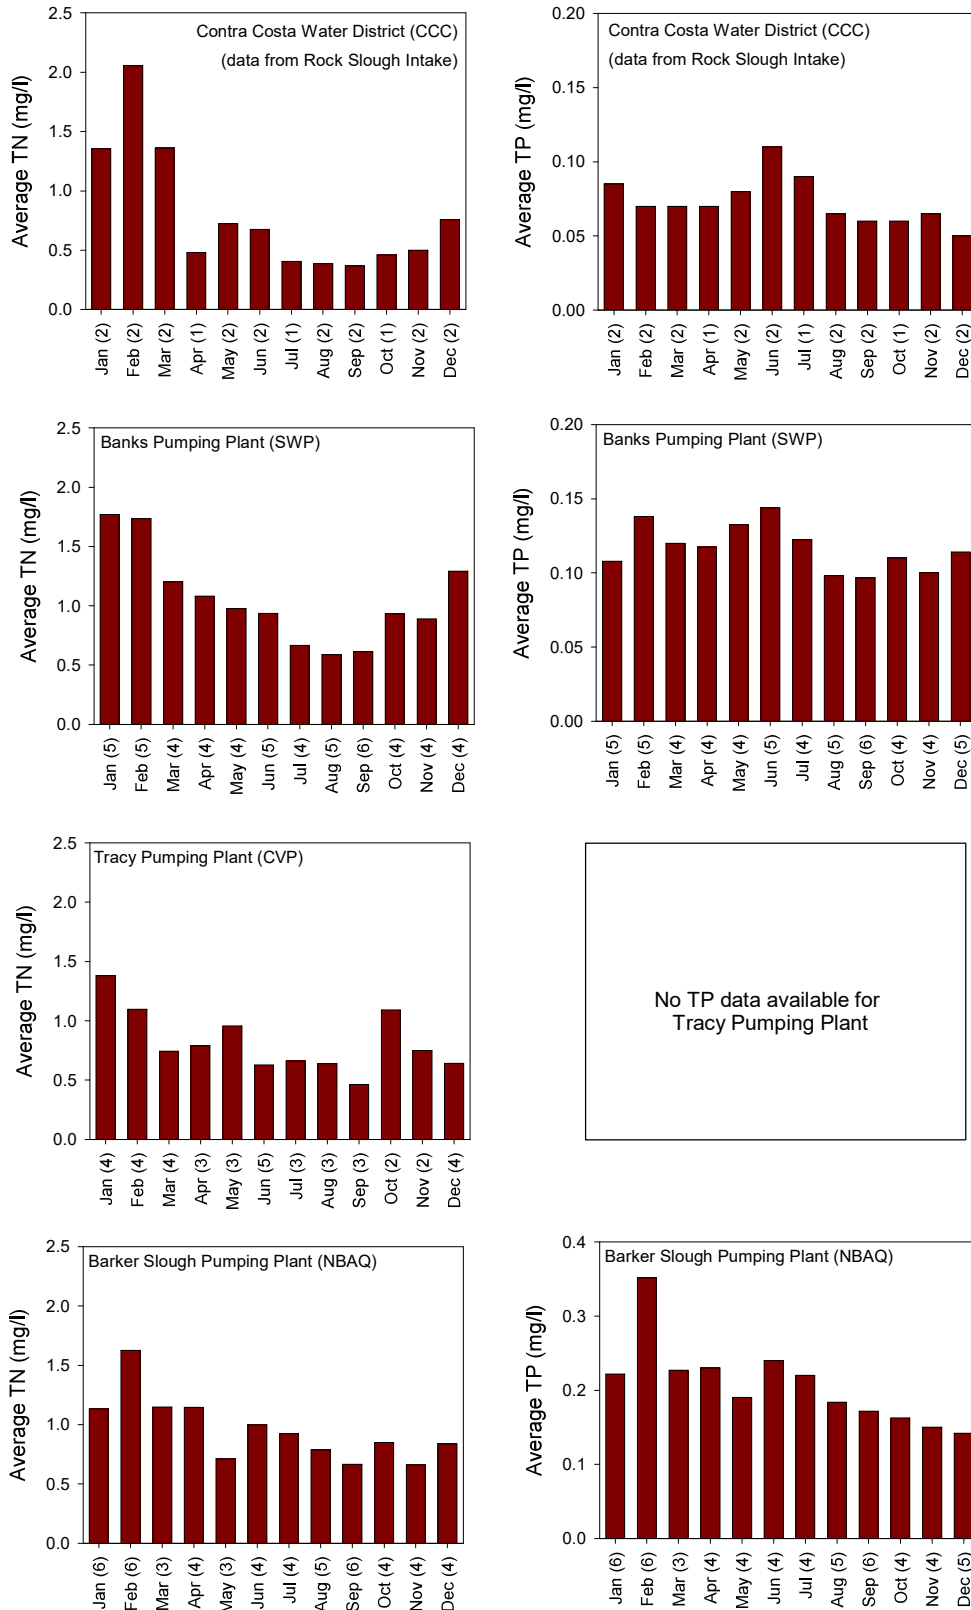 Contra Costa Water District (CCC)
(data from Rock Slough Intake)
Average TN (mg/l)
2.5
2.0
1.5
1.0
0.5
0.0
Jan (2)
Feb (2)
Mar (2)
Apr (1)
May (2)
Jun (2)
Jul (1)
Aug (2)
Sep (2)
Oct (1)
Nov (2)
Dec (2)
Contra Costa Water District (CCC)
(data from Rock Slough Intake)
Average TP (mg/l)
0.20
0.15
0.10
0.05
0.00
Jan (2)
Feb (2)
Mar (2)
Apr (1)
May (2)
Jun (2)
Jul (1)
Aug (2)
Sep (2)
Oct (1)
Nov (2)
Dec (2)
Banks Pumping Plant (SWP)
Average TN (mg/l)
2.5
2.0
1.5
1.0
0.5
0.0
Jan (5)
Feb (5)
Mar (4)
Apr (4)
May (4)
Jun (5)
Jul (4)
Aug (5)
Sep (6)
Oct (4)
Nov (4)
Dec (4)
Banks Pumping Plant (SWP)
Average TP (mg/l)
0.20
0.15
0.10
0.05
0.00
Jan (5)
Feb (5)
Mar (4)
Apr (4)
May (4)
Jun (5)
Jul (4)
Aug (5)
Sep (6)
Oct (4)
Nov (4)
Dec (5)
Tracy Pumping Plant (CVP)
Average TN (mg/l)
2.5
2.0
1.5
1.0
0.5
0.0
Jan (4)
Feb (4)
Mar (4)
Apr (3)
May (3)
Jun (5)
Jul (3)
Aug (3)
Sep (3)
Oct (2)
Nov (2)
Dec (4)
No TP data available for
Tracy Pumping Plant
Barker Slough Pumping Plant (NBAQ)
Average TN (mg/l)
2.5
2.0
1.5
1.0
0.5
0.0
Jan (6)
Feb (6)
Mar (3)
Apr (4)
May (3)
Jun (4)
Jul (4)
Aug (5)
Sep (6)
Oct (4)
Nov (4)
Dec (4)
Barker Slough Pumping Plant (NBAQ)
Average TP (mg/l)
0.4
0.3
0.2
0.1
0.0
Jan (6)
Feb (6)
Mar (3)
Apr (4)
May (4)
Jun (4)
Jul (4)
Aug (5)
Sep (6)
Oct (4)
Nov (4)
Dec (5)